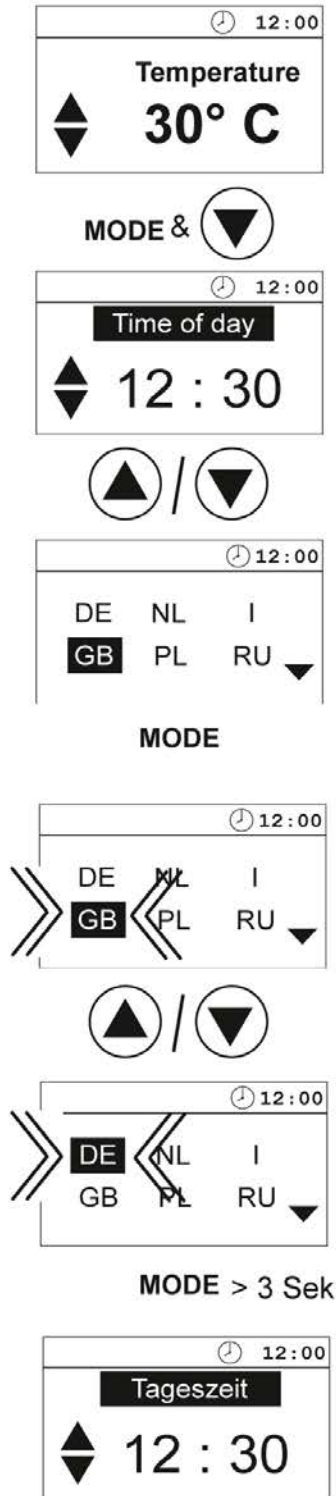 12:00
Temperature
30° C
MODE &
12:00
Time of day
12 : 30
/
12:00
DE NL I
GB PL RU
MODE
12:00
DE NL I
GB PL RU
/
12:00
DE NL I
GB PL RU
MODE > 3 Sek
12:00
Tageszeit
12 : 30